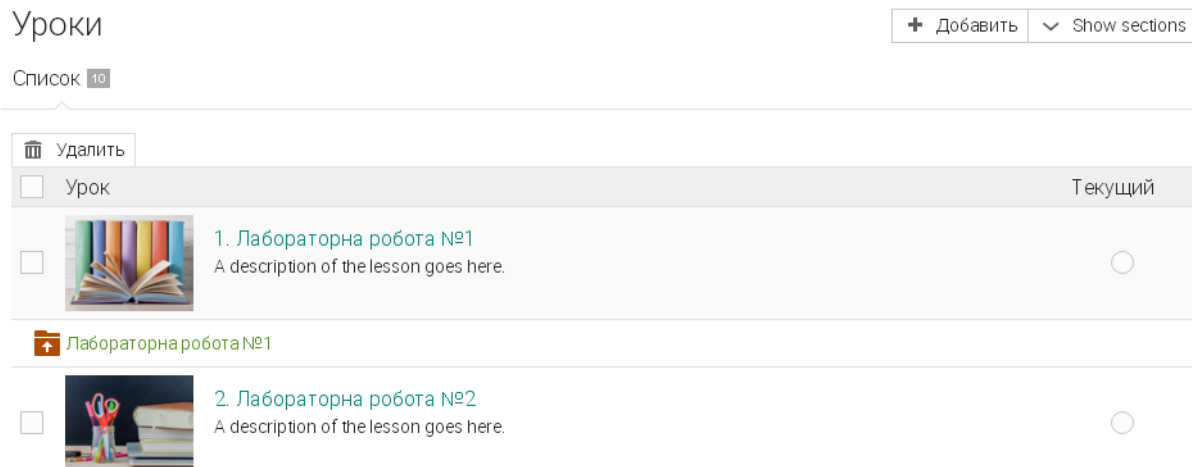 Уроки
Добавить Show sections
Список 10
Удалить
Урок Текущий
1. Лабораторна робота №1
A description of the lesson goes here.
Лабораторна робота №1
2. Лабораторна робота №2
A description of the lesson goes here.